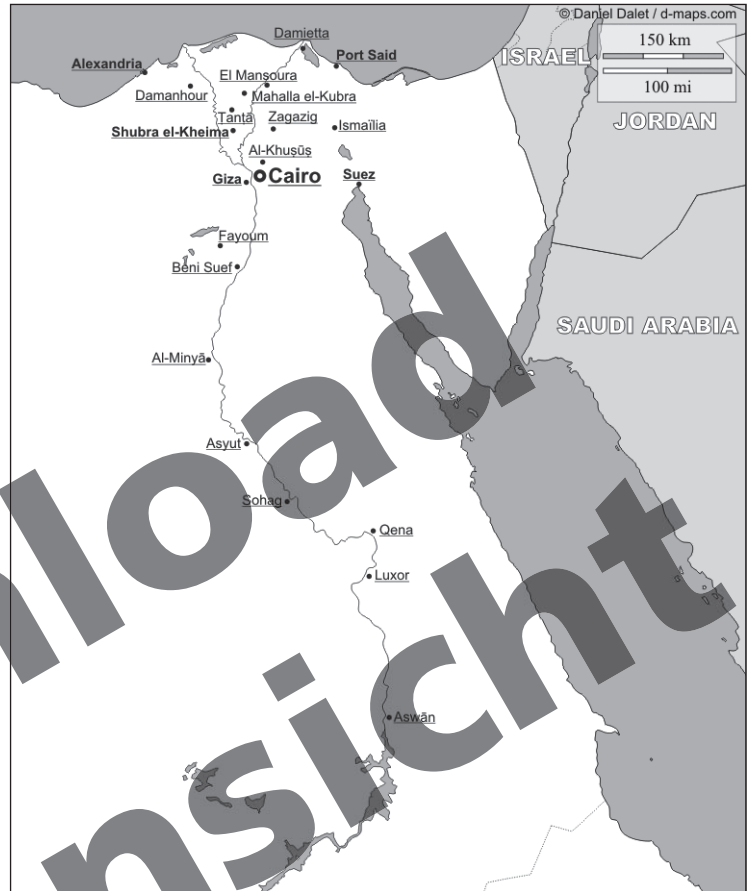 © Daniel Dalet / d-maps.com
Damietta
150 km
Port Said
ISRAEL
Alexandria
El Mansoura
100 mi
Damanhour
Mahalla el-Kubra
Tanta
Zagazig
JORDAN
Shubra el-Kheima
Ismaïlia
Al-Khuṣūṣ
Giza
Cairo
Suez
Fayoum
Beni Suef
SAUDI ARABIA
Al-Minyā
Asyut
Sohag
Qena
Luxor
Aswān
nload
nsicht